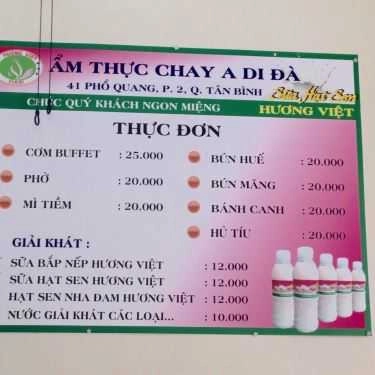 ẨM THỰC CHAY A DI ĐÀ
41 PHỔ QUANG, P. 2, Q. TÂN BÌNH
CHÚC QUÝ KHÁCH NGON MIỆNG
HƯƠNG VIỆT
THỰC ĐƠN
CƠM BUFFET : 25.000
PHỞ : 20.000
MÌ TIỀM : 20.000
BÚN HUẾ : 20.000
BÚN MĂNG : 20.000
BÁNH CANH : 20.000
HỦ TÍU : 20.000
GIẢI KHÁT :
SỮA BẮP NẾP HƯƠNG VIỆT : 12.000
SỮA HẠT SEN HƯƠNG VIỆT : 12.000
HẠT SEN NHA ĐAM HƯƠNG VIỆT : 12.000
NƯỚC GIẢI KHÁT CÁC LOẠI... : 10.000